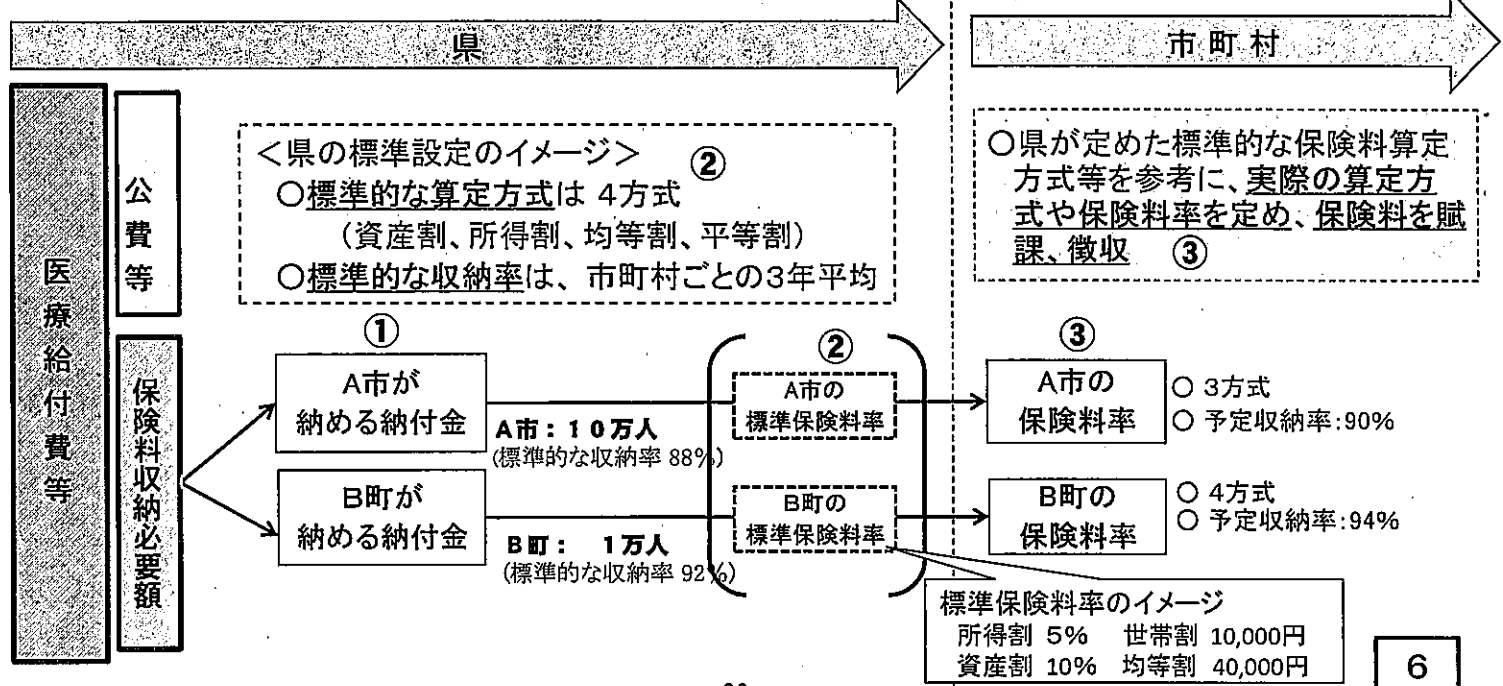 県
市町村
医療給付費等
公費等
保険料収納必要額
<県の標準設定のイメージ> ②
○標準的な算定方式は 4方式
(資産割、所得割、均等割、平等割)
○標準的な収納率は、市町村ごとの3年平均
○県が定めた標準的な保険料算定
方式等を参考に、実際の算定方
式や保険料率を定め、保険料を賦
課、徴収 ③
①
A市が
納める納付金
A市:10万人
(標準的な収納率 88%)
②
A市の
標準保険料率
③
A市の
保険料率
○ 3方式
○ 予定収納率:90%
B町が
納める納付金
B町: 1万人
(標準的な収納率 92%)
B町の
標準保険料率
B町の
保険料率
○ 4方式
○ 予定収納率:94%
標準保険料率のイメージ
所得割 5% 世帯割 10,000円
資産割 10% 均等割 40,000円
6